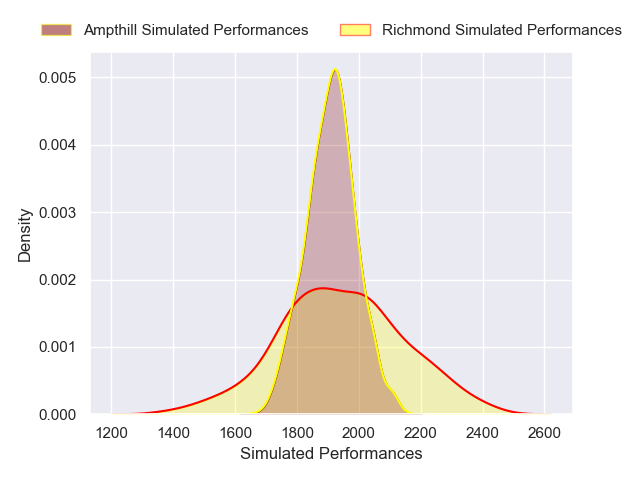 Ampthill Simulated Performances Richmond Simulated Performances
0.005
0.004
0.003
0.002
0.001
0.000
Density
1200 1400 1600 1800 2000 2200 2400 2600
Simulated Performances